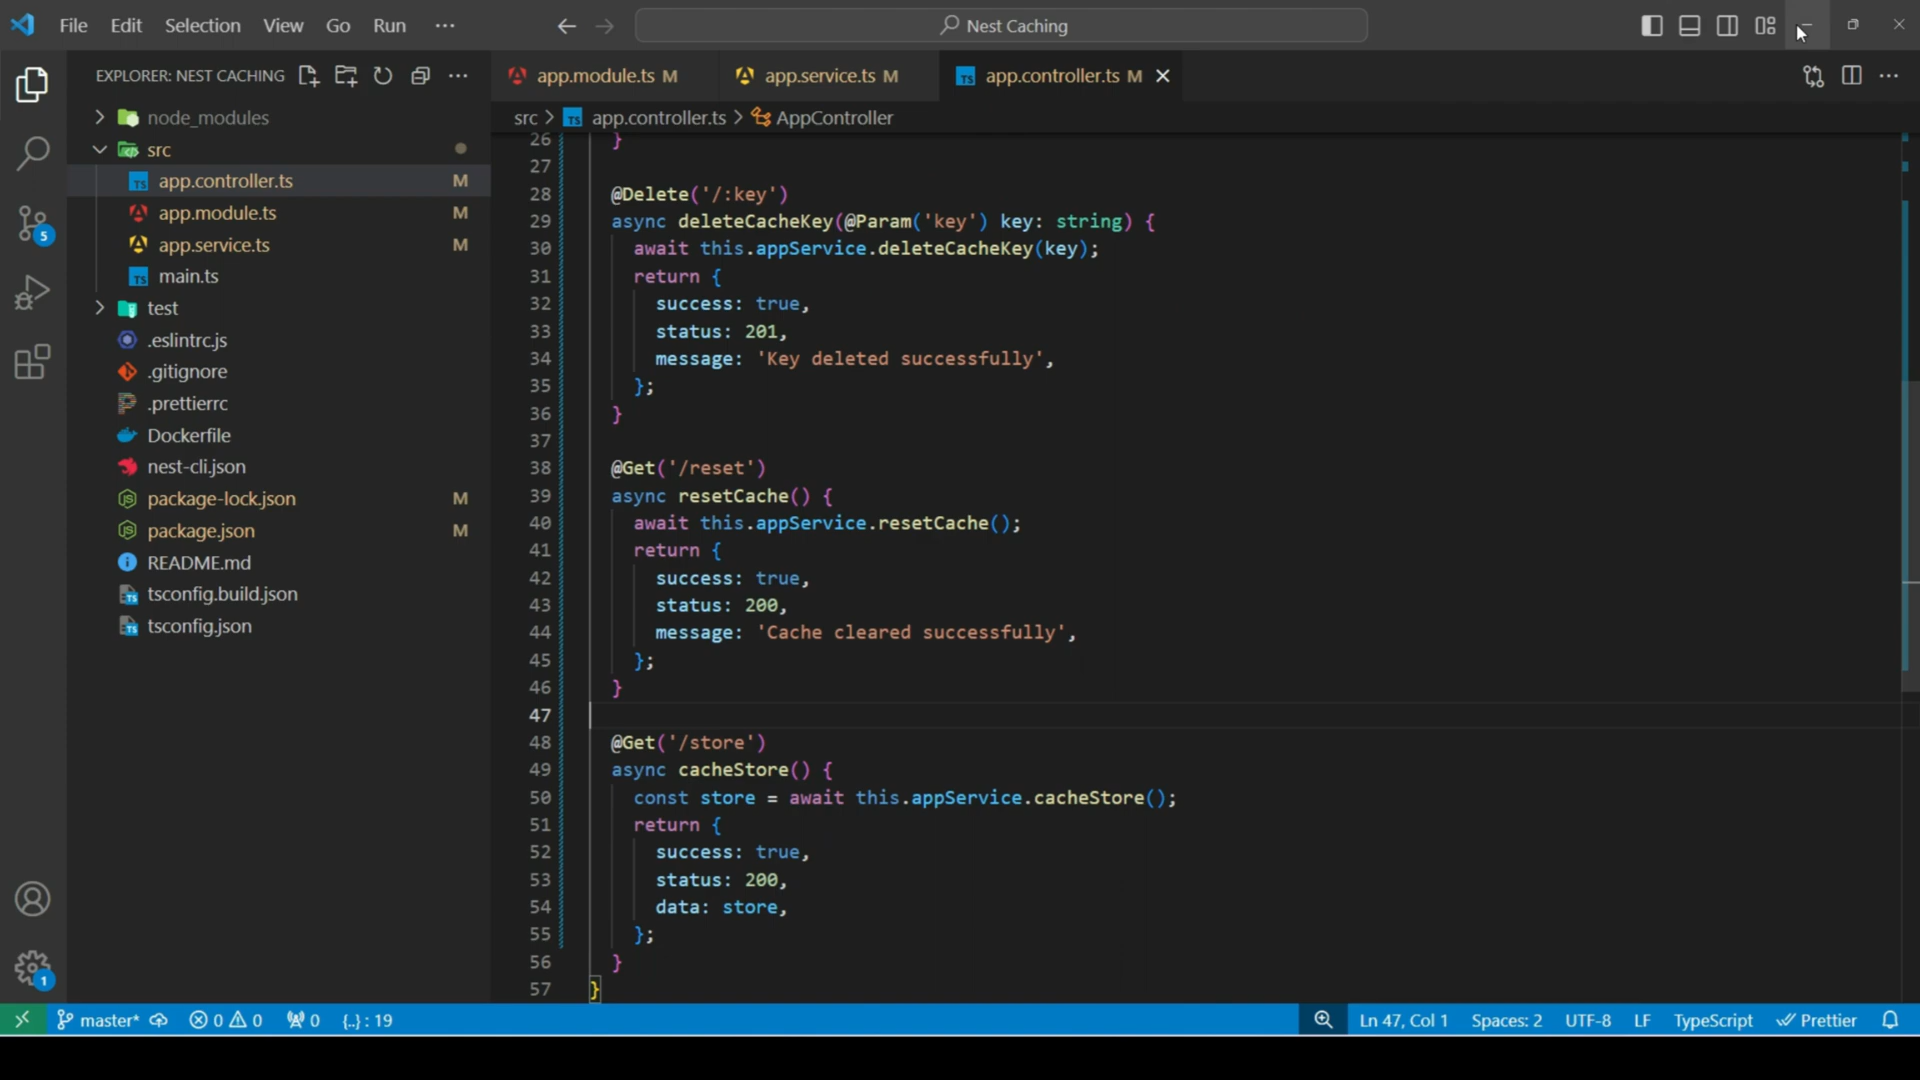 File Edit Selection View Go Run ···
Nest Caching
EXPLORER: NEST CACHING
node_modules
src
app.controller.ts M
app.module.ts M
app.service.ts M
main.ts
test
.eslintrc.js
.gitignore
.prettierrc
Dockerfile
nest-cli.json
package-lock.json M
package.json M
README.md
tsconfig.build.json
tsconfig.json
5
1
app.module.ts M app.service.ts M app.controller.ts M
src > app.controller.ts > AppController
26 }
27
28 @Delete('/:key')
29 async deleteCacheKey(@Param('key') key: string) {
30 await this.appService.deleteCacheKey(key);
31 return {
32 success: true,
33 status: 201,
34 message: 'Key deleted successfully',
35 };
36 }
37
38 @Get('/reset')
39 async resetCache() {
40 await this.appService.resetCache();
41 return {
42 success: true,
43 status: 200,
44 message: 'Cache cleared successfully',
45 };
46 }
47
48 @Get('/store')
49 async cacheStore() {
50 const store = await this.appService.cacheStore();
51 return {
52 success: true,
53 status: 200,
54 data: store,
55 };
56 }
57 }
master* 0 0 0 {..} : 19 Ln 47, Col 1 Spaces: 2 UTF-8 LF TypeScript Prettier